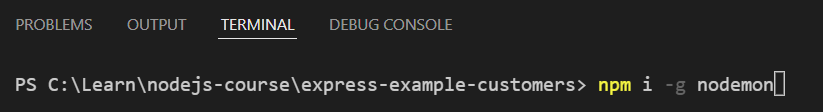 PROBLEMS OUTPUT TERMINAL DEBUG CONSOLE
PS C:\Learn\nodejs-course\express-example-customers> npm i -g nodemon